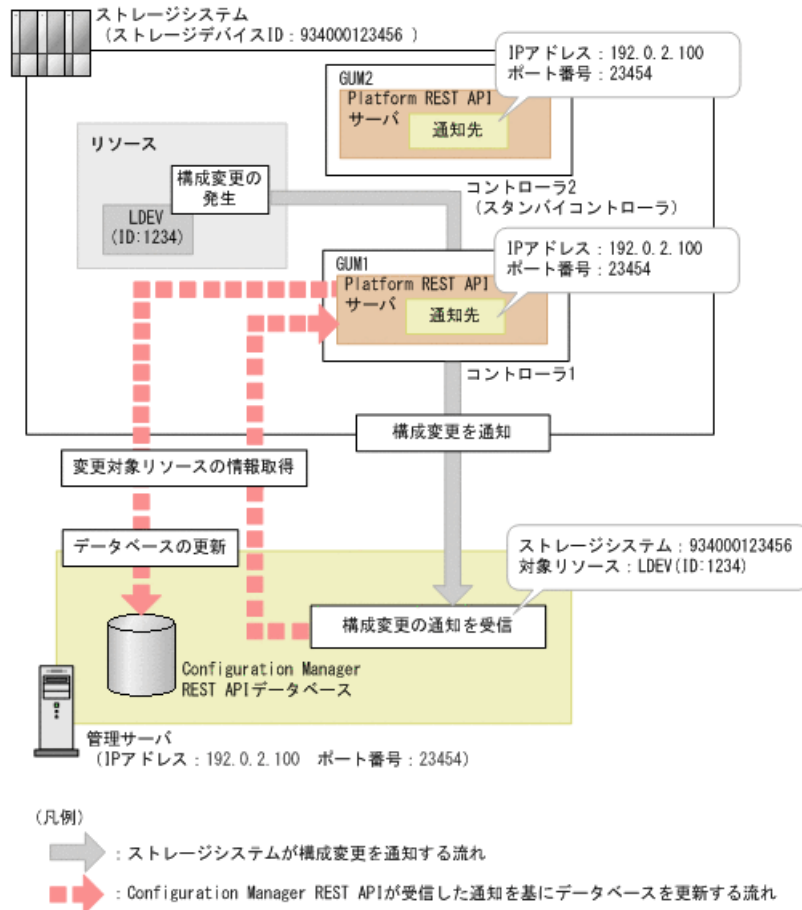 ストレージシステム
(ストレージデバイスID：934000123456 )
IPアドレス：192.0.2.100
ポート番号：23454
GUM2
Platform REST API
サーバ
通知先
リソース
構成変更の
発生
LDEV
(ID:1234)
コントローラ2
(スタンバイコントローラ)
IPアドレス：192.0.2.100
ポート番号：23454
GUM1
Platform REST API
サーバ
通知先
コントローラ1
構成変更を通知
変更対象リソースの情報取得
データベースの更新
ストレージシステム：934000123456
対象リソース：LDEV(ID:1234)
構成変更の通知を受信
Configuration Manager
REST APIデータベース
管理サーバ
(IPアドレス：192.0.2.100 ポート番号：23454)
(凡例)
：ストレージシステムが構成変更を通知する流れ
：Configuration Manager REST APIが受信した通知を基にデータベースを更新する流れ